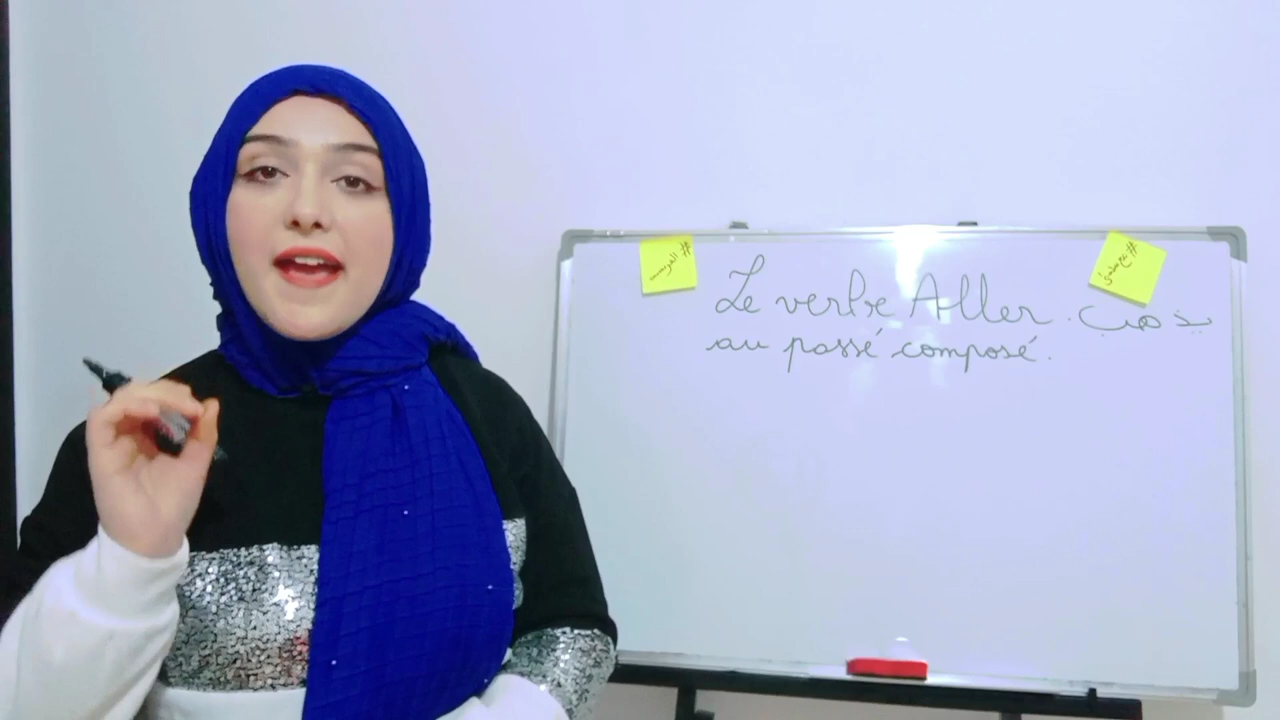 Le verbe Aller. يذهب
au passé composé.